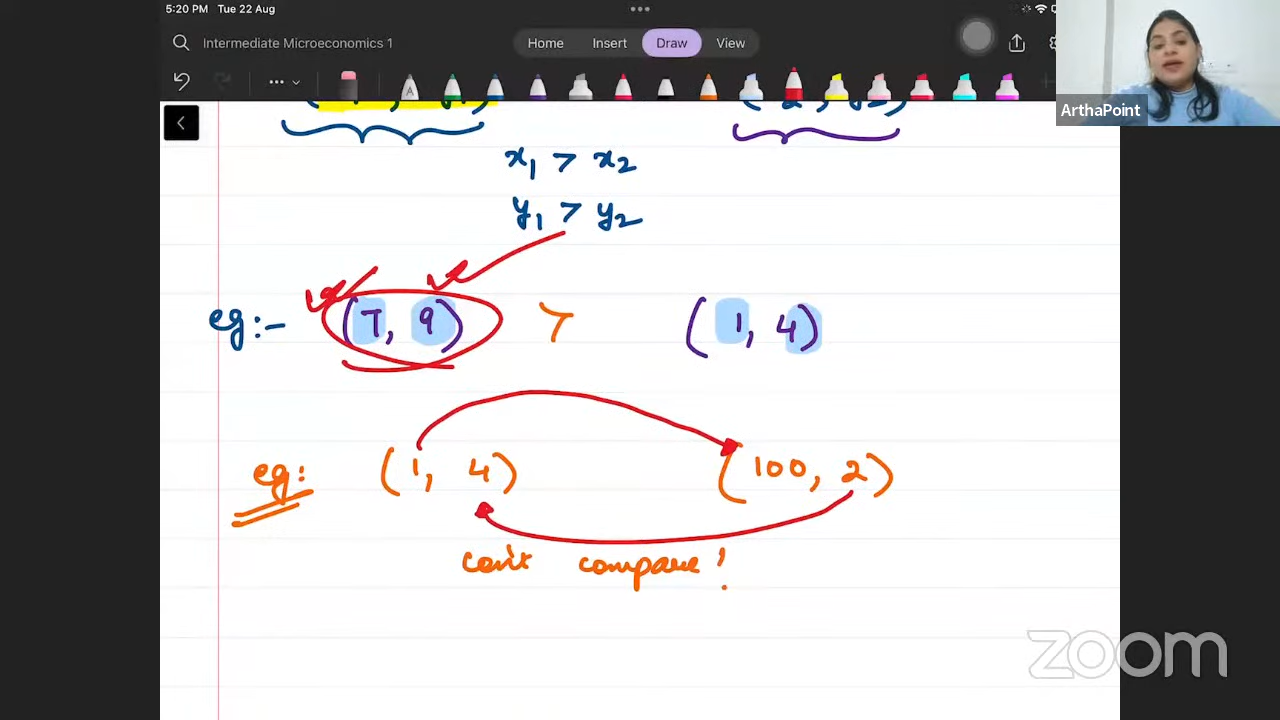 5:20 PM Tue 22 Aug
Intermediate Microeconomics 1
Home Insert Draw View
A
ArthaPoint
x1 > x2
y1 > y2
eg:- (7, 9) > (1, 4)
eg: (1, 4) (100, 2)
can't compare!
zoom